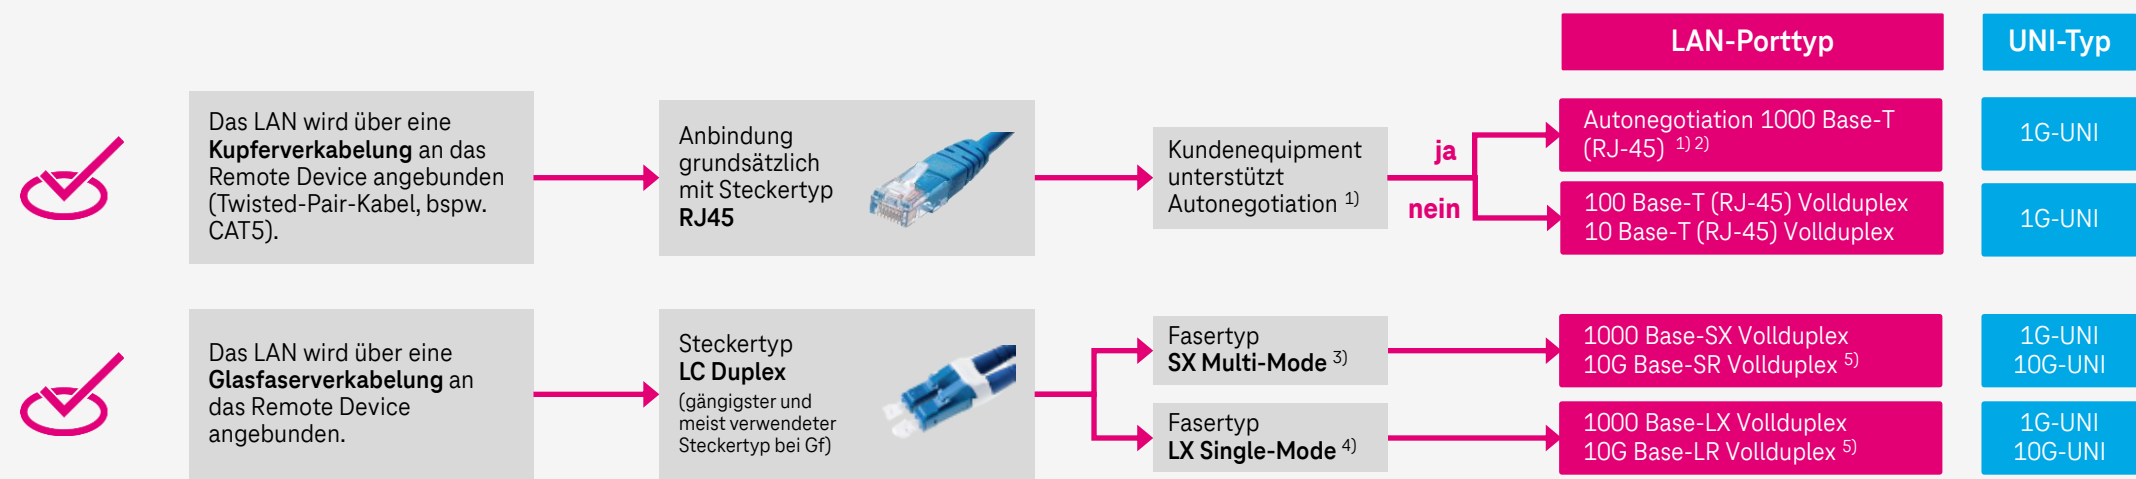 LAN-Porttyp
UNI-Typ
Das LAN wird über eine
Kupferverkabelung an das
Remote Device angebunden
(Twisted-Pair-Kabel, bspw.
CAT5).
Anbindung
grundsätzlich
mit Steckertyp
RJ45
Kundenequipment
unterstützt
Autonegotiation 1)
ja
nein
Autonegotiation 1000 Base-T
(RJ-45) 1) 2)
1G-UNI
100 Base-T (RJ-45) Vollduplex
10 Base-T (RJ-45) Vollduplex
1G-UNI
Das LAN wird über eine
Glasfaserverkabelung an
das Remote Device
angebunden.
Steckertyp
LC Duplex
(gängigster und
meist verwendeter
Steckertyp bei Gf)
Fasertyp
SX Multi-Mode 3)
1000 Base-SX Vollduplex
10G Base-SR Vollduplex 5)
1G-UNI
10G-UNI
Fasertyp
LX Single-Mode 4)
1000 Base-LX Vollduplex
10G Base-LR Vollduplex 5)
1G-UNI
10G-UNI